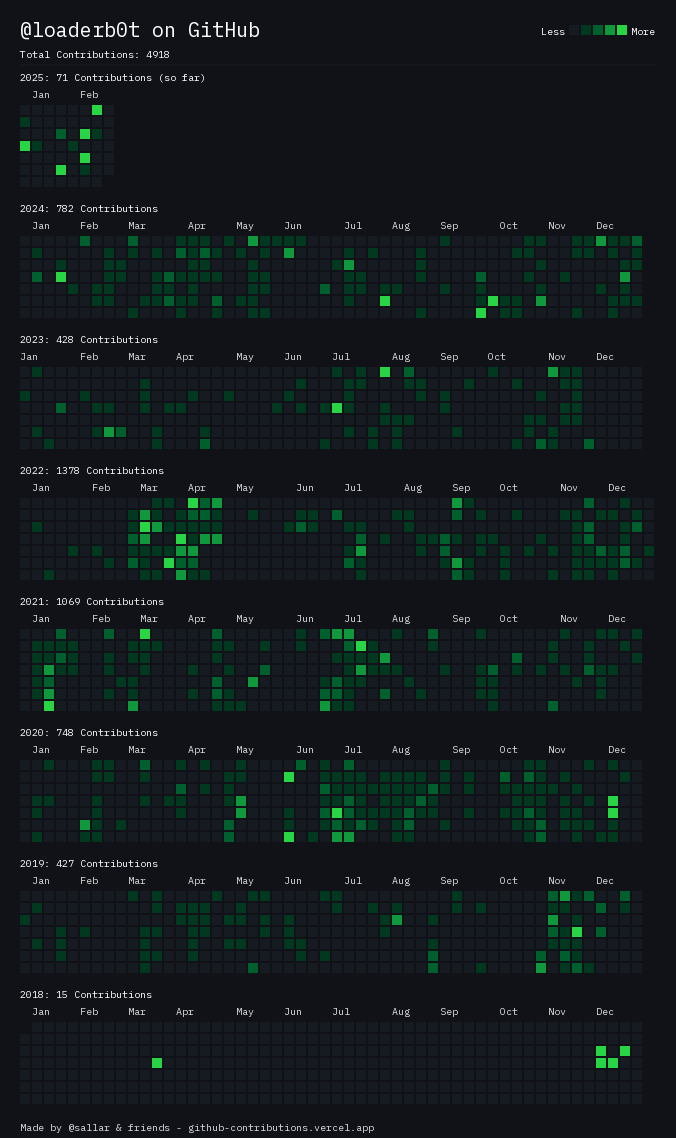 @loaderb0t on GitHub
Less More
Total Contributions: 4918
2025: 71 Contributions (so far)
Jan Feb
2024: 782 Contributions
Jan Feb Mar Apr May Jun Jul Aug Sep Oct Nov Dec
2023: 428 Contributions
Jan Feb Mar Apr May Jun Jul Aug Sep Oct Nov Dec
2022: 1378 Contributions
Jan Feb Mar Apr May Jun Jul Aug Sep Oct Nov Dec
2021: 1069 Contributions
Jan Feb Mar Apr May Jun Jul Aug Sep Oct Nov Dec
2020: 748 Contributions
Jan Feb Mar Apr May Jun Jul Aug Sep Oct Nov Dec
2019: 427 Contributions
Jan Feb Mar Apr May Jun Jul Aug Sep Oct Nov Dec
2018: 15 Contributions
Jan Feb Mar Apr May Jun Jul Aug Sep Oct Nov Dec
Made by @sallar & friends - github-contributions.vercel.app